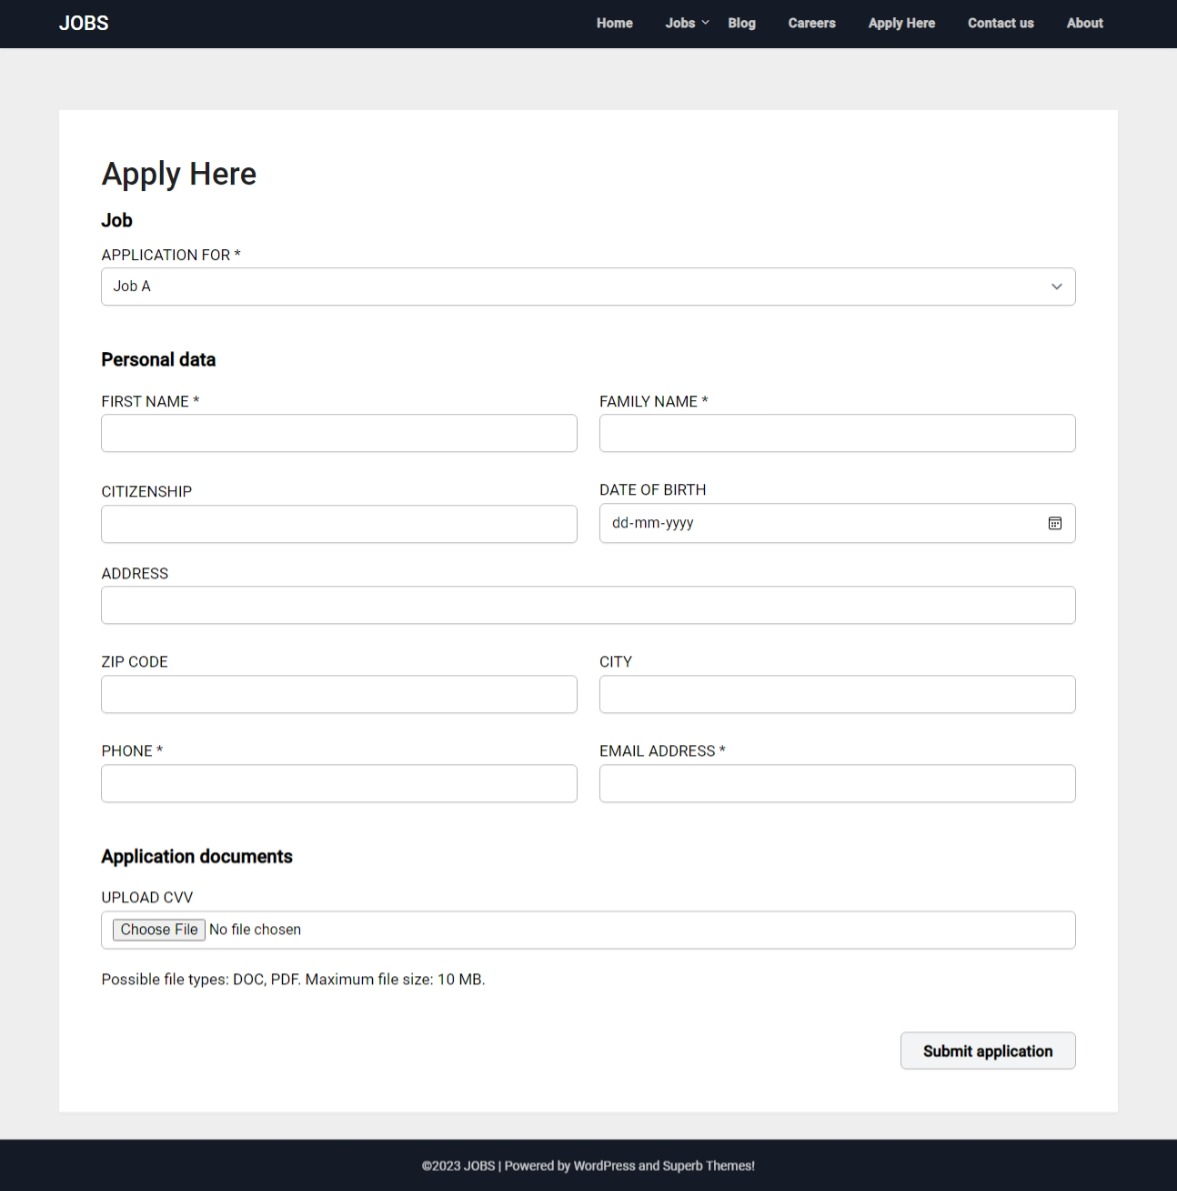 JOBS
Home Jobs Blog Careers Apply Here Contact us About
Apply Here
Job
APPLICATION FOR *
Job A
Personal data
FIRST NAME * FAMILY NAME *
CITIZENSHIP DATE OF BIRTH
dd-mm-yyyy
ADDRESS
ZIP CODE CITY
PHONE * EMAIL ADDRESS *
Application documents
UPLOAD CVV
Choose File No file chosen
Possible file types: DOC, PDF. Maximum file size: 10 MB.
Submit application
©2023 JOBS | Powered by WordPress and Superb Themes!